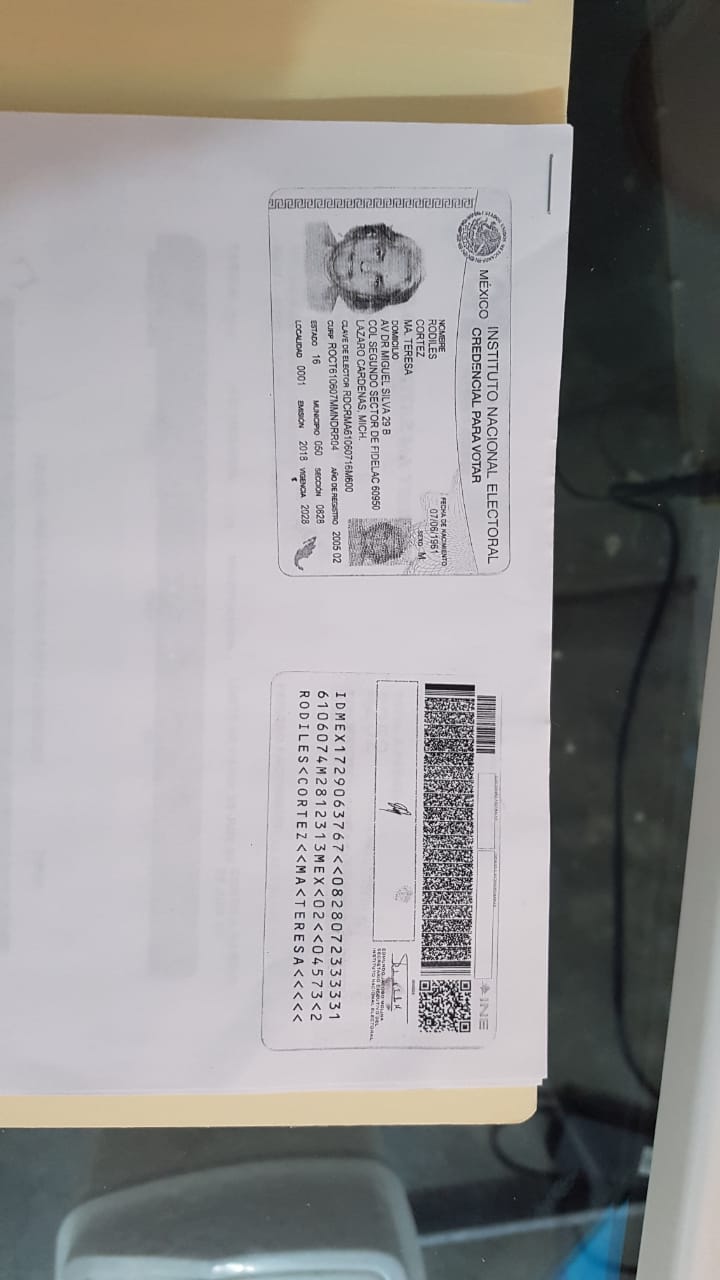 MÉXICO INSTITUTO NACIONAL ELECTORAL
CREDENCIAL PARA VOTAR
NOMBRE
RODILES
CORTEZ
MA. TERESA
FECHA DE NACIMIENTO
07/06/1961
SEXO M
DOMICILIO
AV DR MIGUEL SILVA 29 B
COL SEGUNDO SECTOR DE FIDELAC 60950
LAZARO CARDENAS, MICH.
CLAVE DE ELECTOR RDCRMA61060716M600
CURP ROCT610607MMNDRR04 AÑO DE REGISTRO 2005 02
ESTADO 16 MUNICIPIO 050 SECCIÓN 0828
LOCALIDAD 0001 EMISIÓN 2018 VIGENCIA 2028
INE
EDMUNDO JACOBO MOLINA
SECRETARIO EJECUTIVO DEL
INSTITUTO NACIONAL ELECTORAL
IDMEX1729063767<<0828072333331
6106074M2812313MEX<02<<04573<2
RODILES<CORTEZ<<MA<TERESA<<<<<